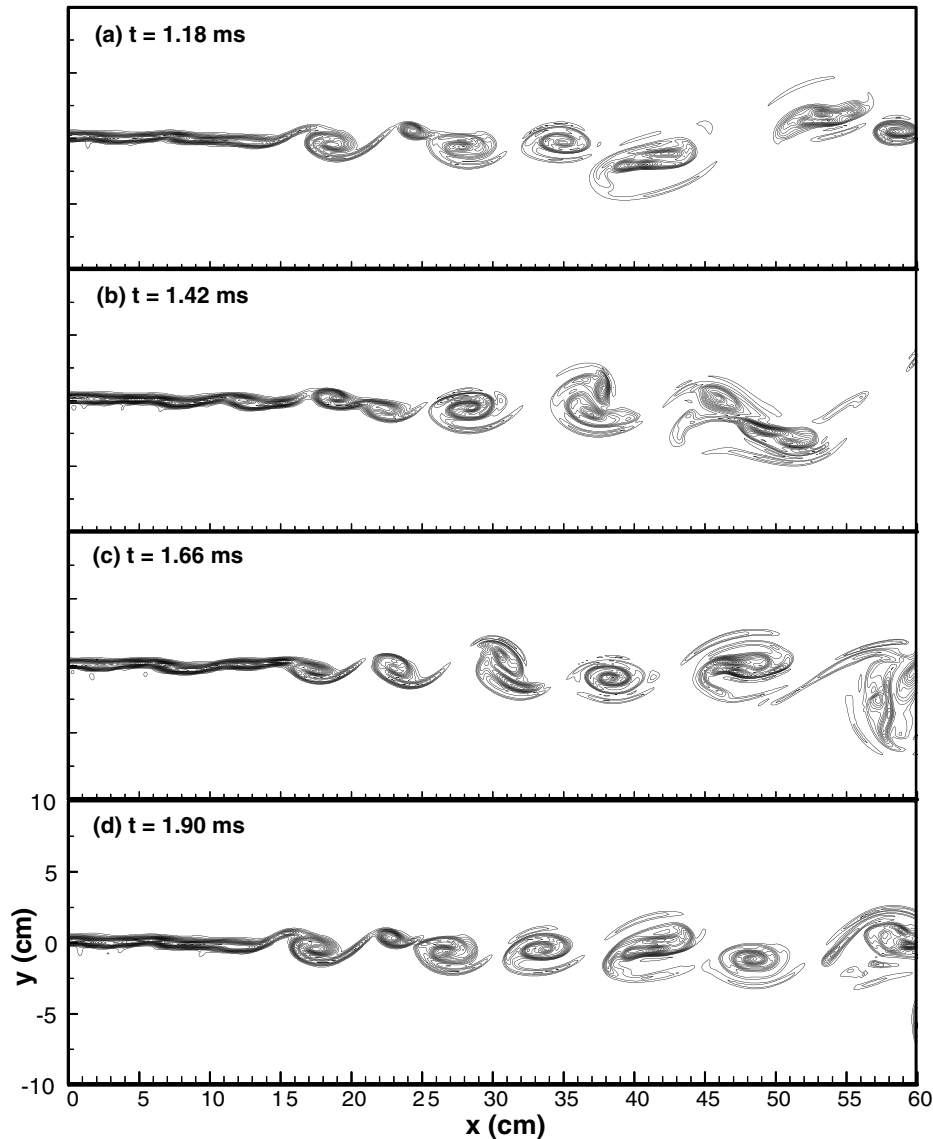 (a) t = 1.18 ms
(b) t = 1.42 ms
(c) t = 1.66 ms
10
(d) t = 1.90 ms
5
y (cm)
0
-5
-10
0 5 10 15 20 25 30 35 40 45 50 55 60
x (cm)